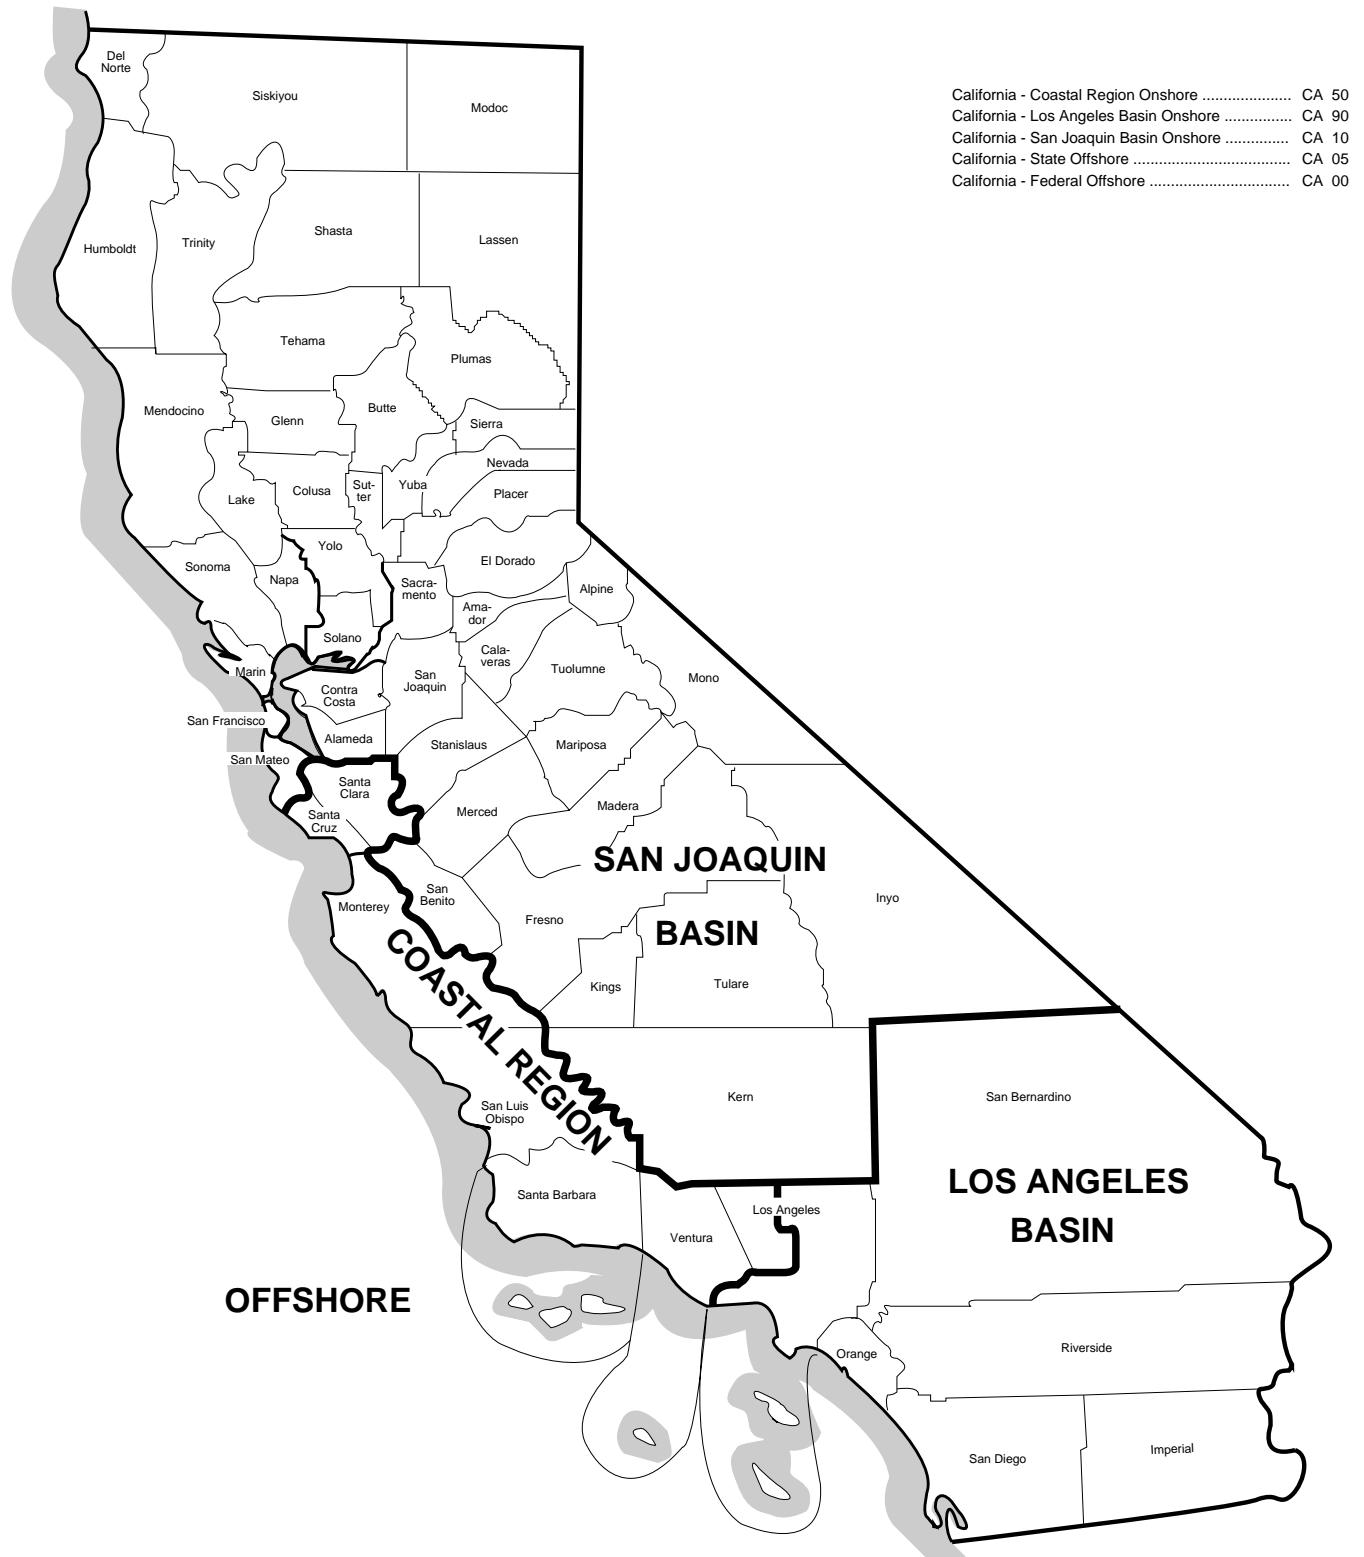 Del
Norte
Siskiyou
Modoc
California - Coastal Region Onshore ..................... CA 50
California - Los Angeles Basin Onshore ................ CA 90
California - San Joaquin Basin Onshore ............... CA 10
California - State Offshore ..................................... CA 05
California - Federal Offshore ................................. CA 00
Humboldt
Trinity
Shasta
Lassen
Tehama
Plumas
Mendocino
Glenn
Butte
Sierra
Nevada
Lake
Colusa
Sut-
ter
Yuba
Placer
Sonoma
Napa
Yolo
Sacra-
mento
El Dorado
Alpine
Ama-
dor
Solano
Cala-
veras
Tuolumne
Mono
Marin
Contra
Costa
San
Joaquin
San Francisco
Alameda
Stanislaus
Mariposa
San Mateo
Santa
Clara
Santa
Cruz
Merced
Madera
SAN JOAQUIN
BASIN
San
Benito
Monterey
Fresno
Inyo
Kings
Tulare
COASTAL REGION
San Luis
Obispo
Kern
San Bernardino
LOS ANGELES
BASIN
Santa Barbara
Los Angeles
Ventura
OFFSHORE
Orange
Riverside
San Diego
Imperial